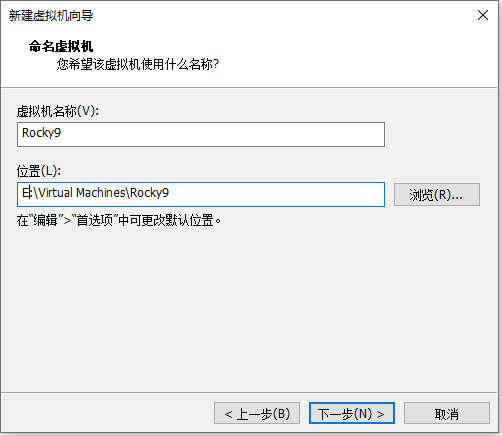 新建虚拟机向导
命名虚拟机
您希望该虚拟机使用什么名称?
虚拟机名称(V):
Rocky9
位置(L):
E:\Virtual Machines\Rocky9
浏览(R)...
在“编辑”>“首选项”中可更改默认位置。
< 上一步(B)
下一步(N) >
取消